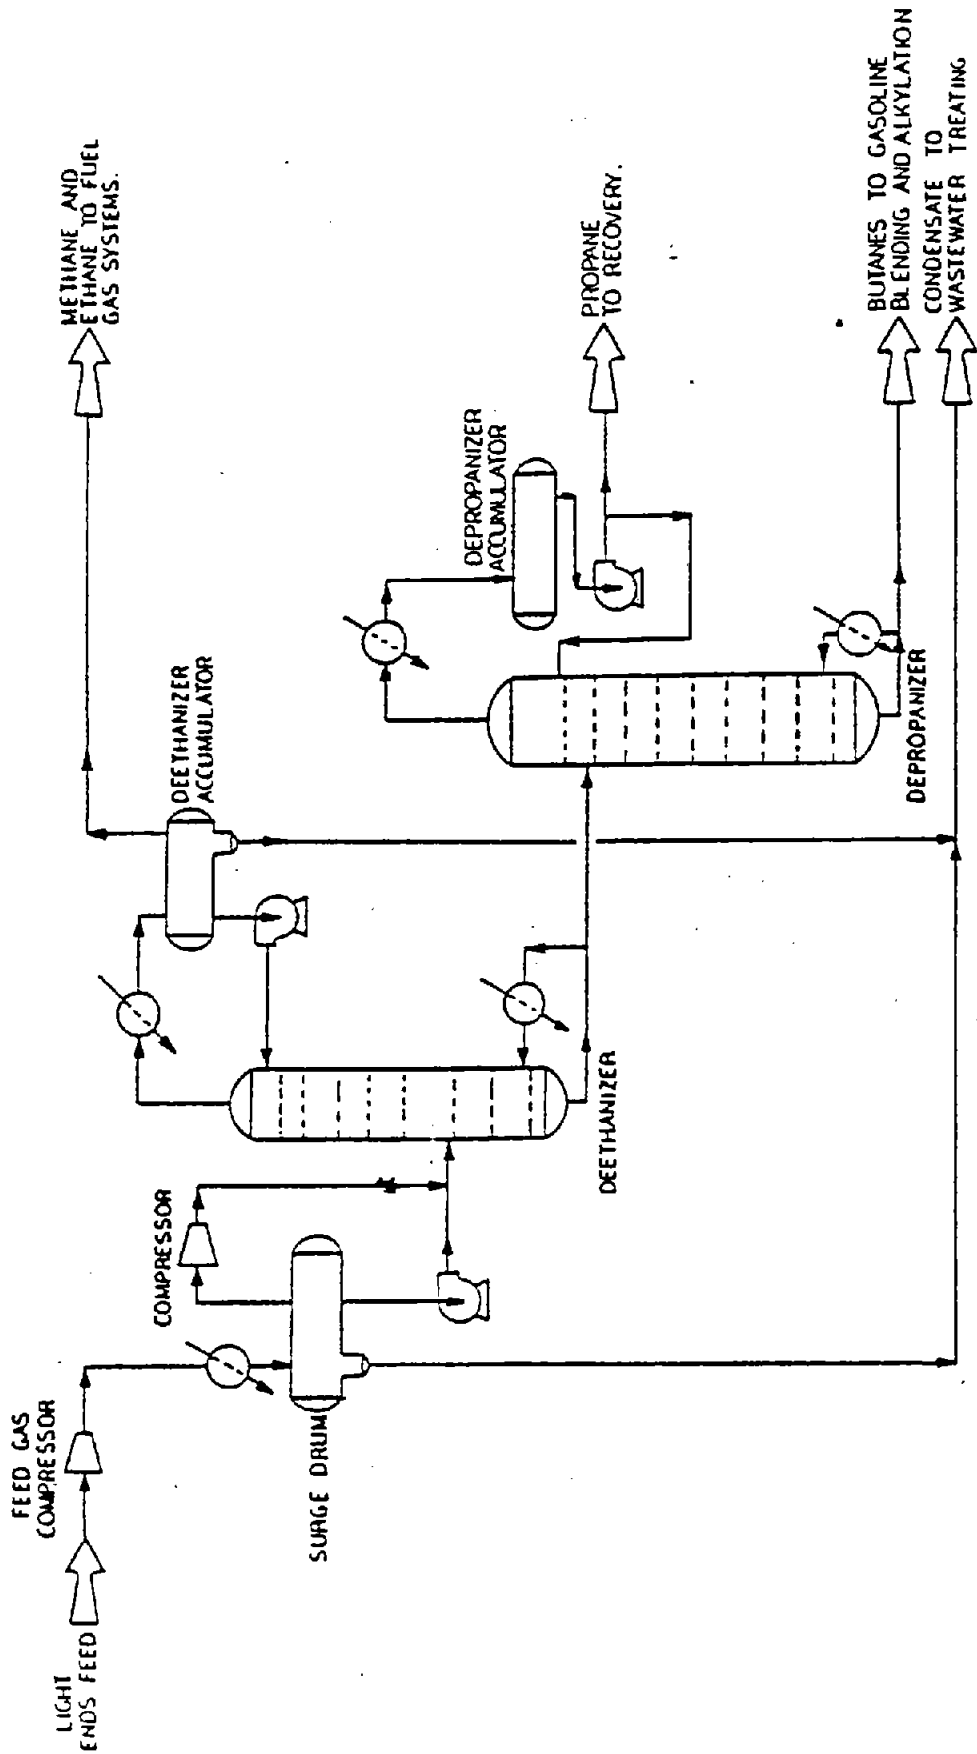 LIGHT
ENDS FEED
FEED GAS
COMPRESSOR
SURGE DRUM
COMPRESSOR
DEETHANIZER
DEETHANIZER
ACCUMULATOR
METHANE AND
ETHANE TO FUEL
GAS SYSTEMS.
DEPROPANIZER
ACCUMULATOR
PROPANE
TO RECOVERY.
DEPROPANIZER
BUTANES TO GASOLINE
BLENDING AND ALKYLATION
CONDENSATE TO
WASTEWATER TREATING